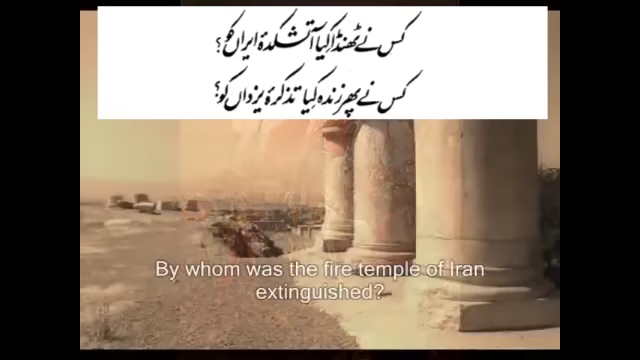 کس نے ٹھنڈا کیا آتشکدۂ ایراں کو؟
کس نے پھر زندہ کیا تذکرۂ یزداں کو؟
By whom was the fire temple of Iran
extinguished?